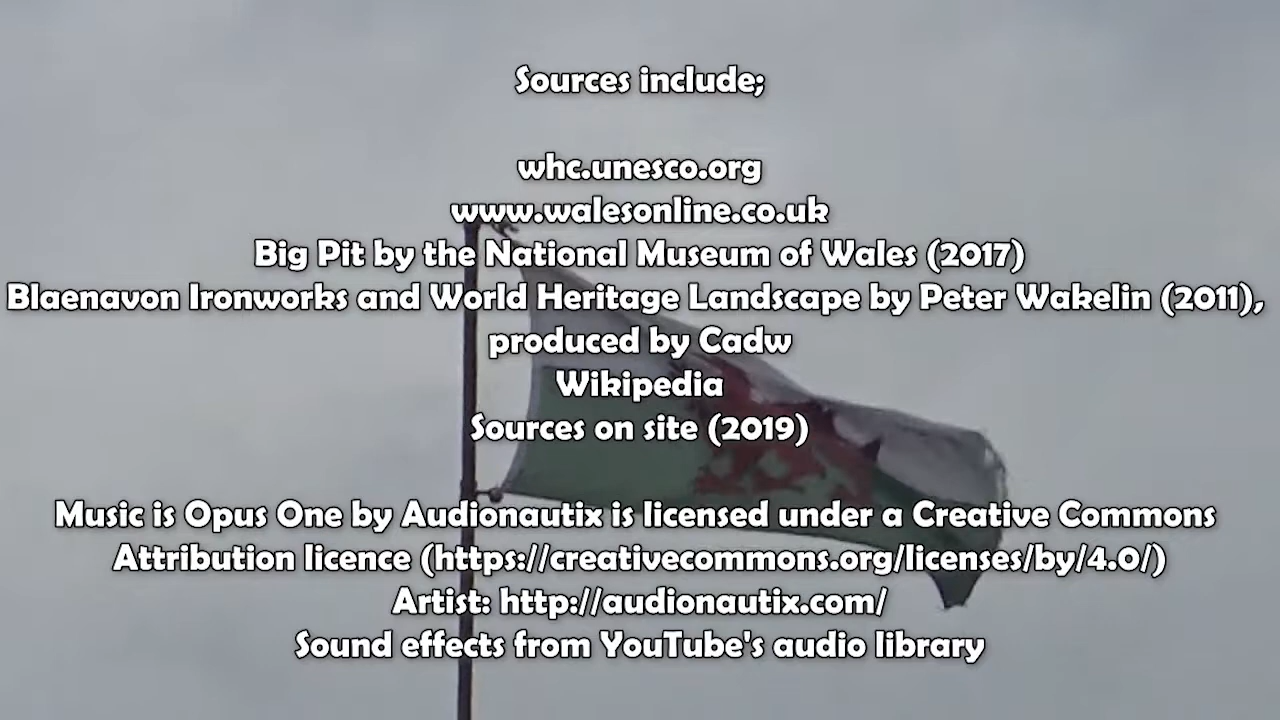 Sources include;
whc.unesco.org
www.walesonline.co.uk
Big Pit by the National Museum of Wales (2017)
Blaenavon Ironworks and World Heritage Landscape by Peter Wakelin (2011),
produced by Cadw
Wikipedia
Sources on site (2019)
Music is Opus One by Audionautix is licensed under a Creative Commons
Attribution licence (https://creativecommons.org/licenses/by/4.0/)
Artist: http://audionautix.com/
Sound effects from YouTube's audio library